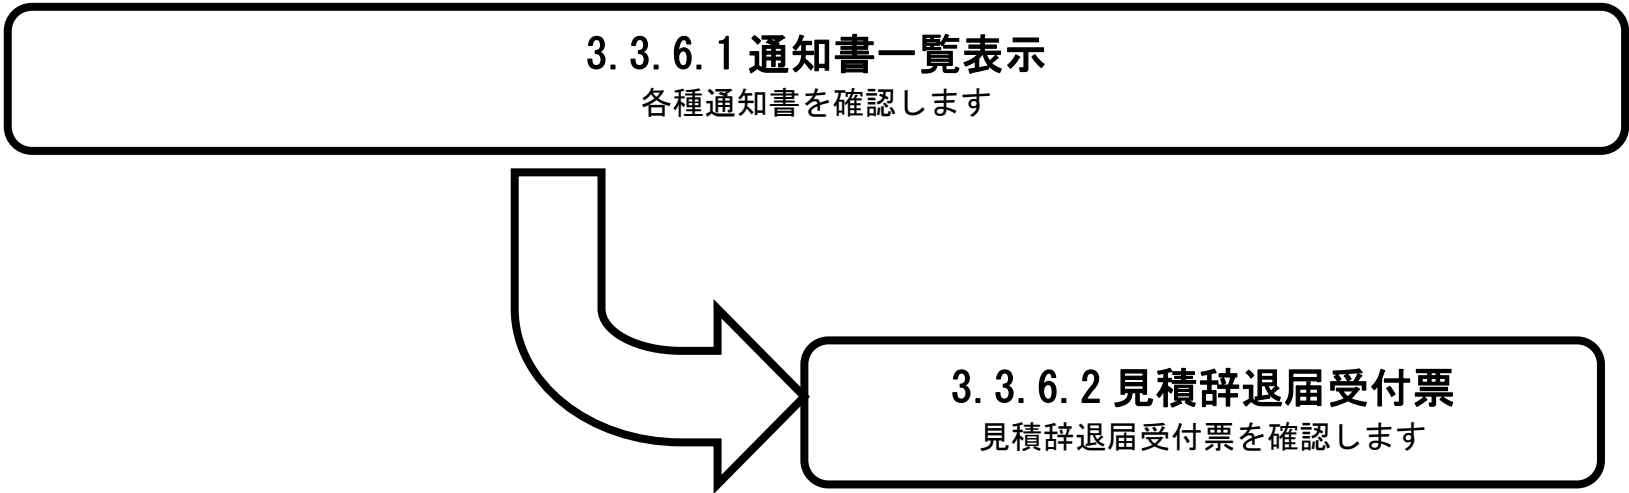 3.3.6.1 通知書一覧表示
各種通知書を確認します
3.3.6.2 見積辞退届受付票
見積辞退届受付票を確認します